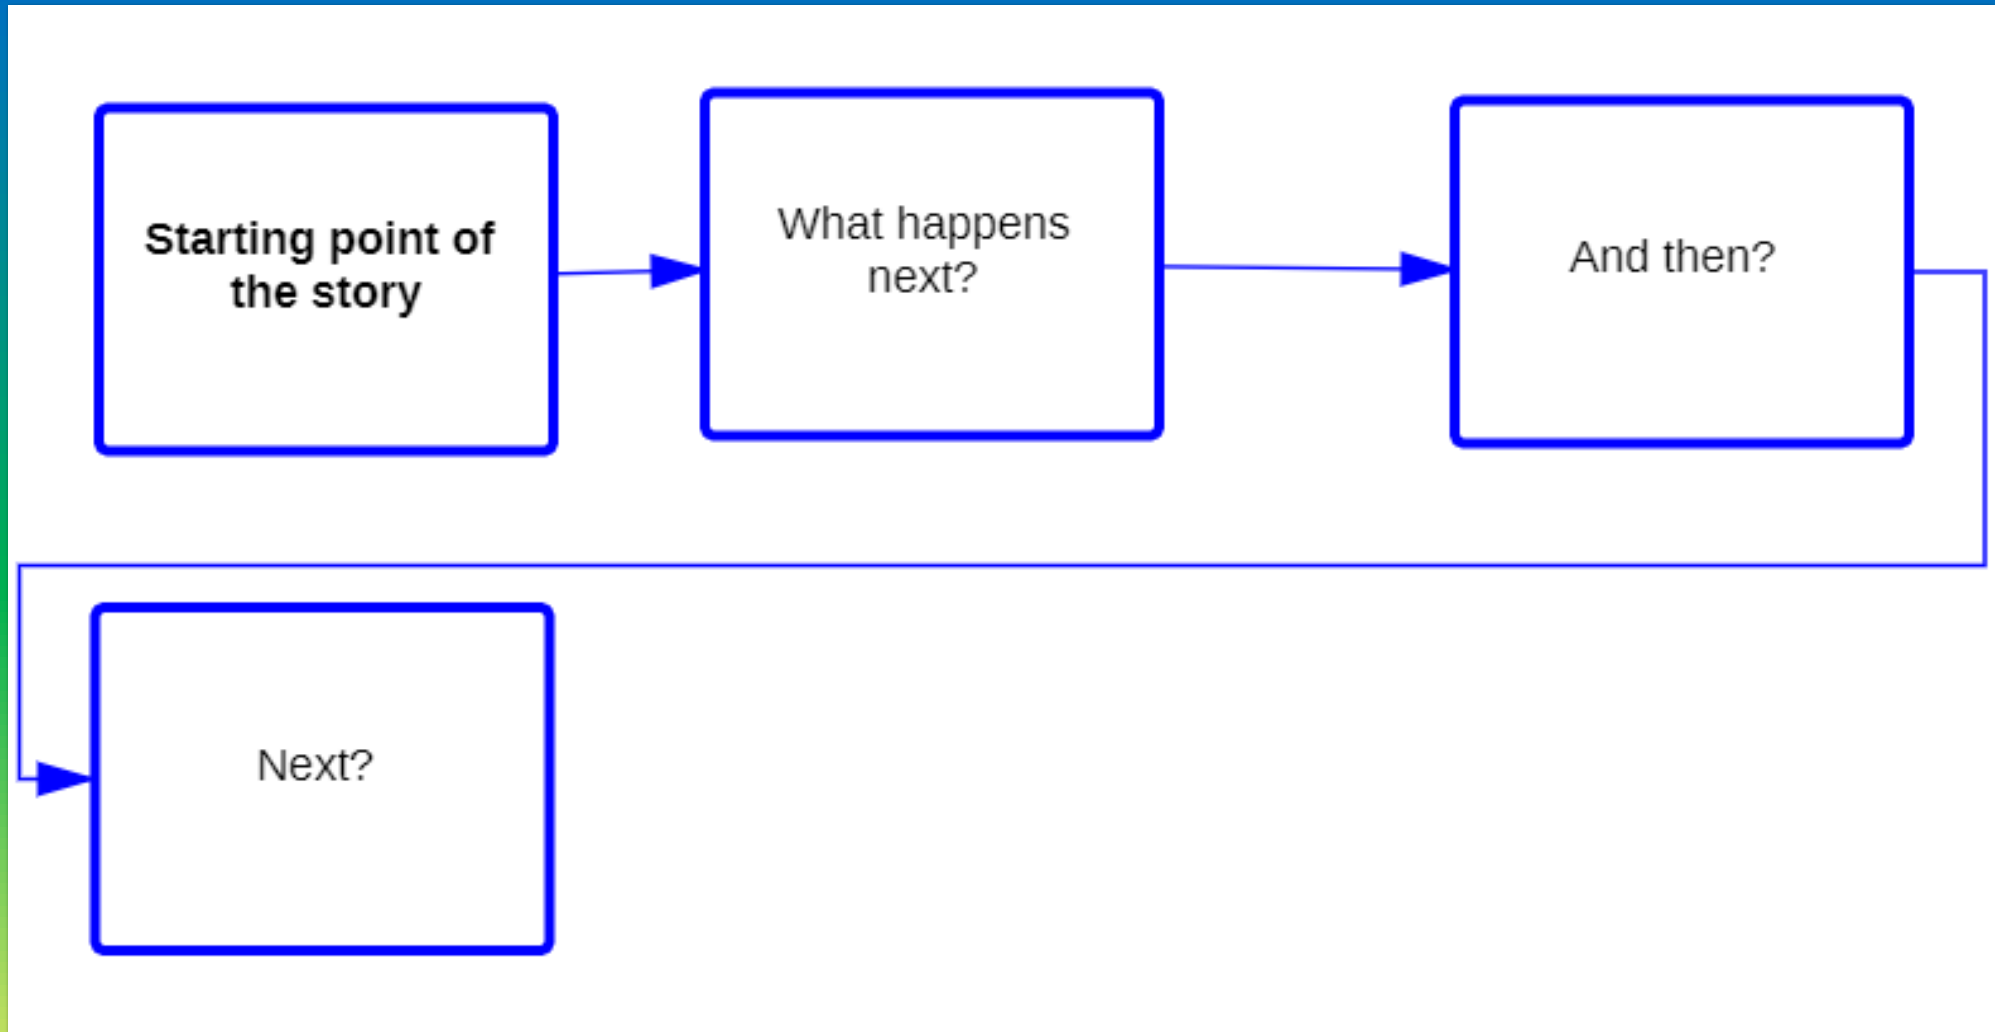 Starting point of
the story
What happens
next?
And then?
Next?